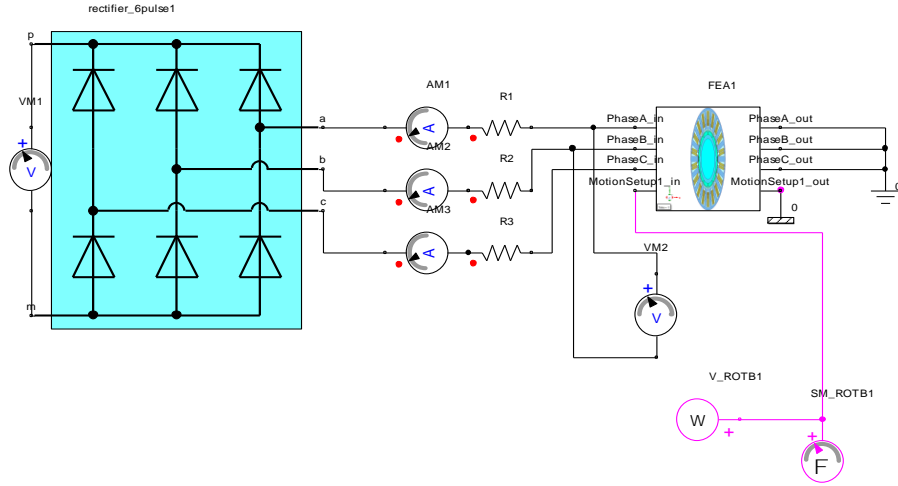 rectifier_6pulse1
p
VM1
+
V
m
a
b
c
AM1
A
AM2
A
AM3
A
R1
R2
R3
FEA1
PhaseA_in
PhaseB_in
PhaseC_in
MotionSetup1_in
PhaseA_out
PhaseB_out
PhaseC_out
MotionSetup1_out
0
0
VM2
+
V
V_ROTB1
W
+
SM_ROTB1
+
F